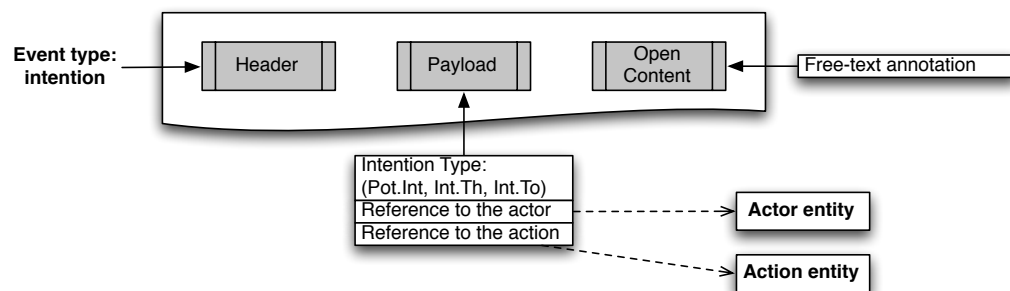 Event type:
intention
Header
Payload
Open
Content
Free-text annotation
Intention Type:
(Pot.Int, Int.Th, Int.To)
Reference to the actor
Reference to the action
Actor entity
Action entity